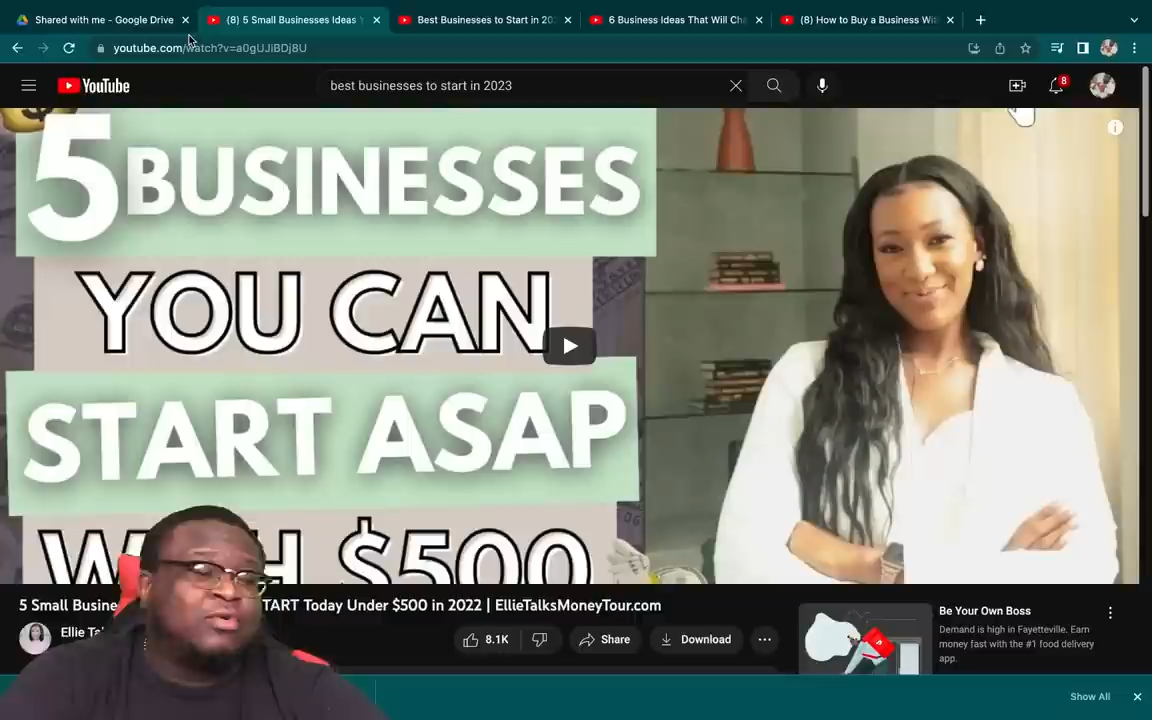 Shared with me - Google Drive
(8) 5 Small Businesses Ideas
Best Businesses to Start in 202
6 Business Ideas That Will Ch
(8) How to Buy a Business Wi
youtube.com/watch?v=a0gUJiBDj8U
YouTube
best businesses to start in 2023
8
5 BUSINESSES
YOU CAN
START ASAP
$500
5 Small Busine
TART Today Under $500 in 2022 | EllieTalksMoneyTour.com
Ellie Tal
8.1K
Share
Download
Be Your Own Boss
Demand is high in Fayetteville. Earn
money fast with the #1 food delivery
app.
Show All